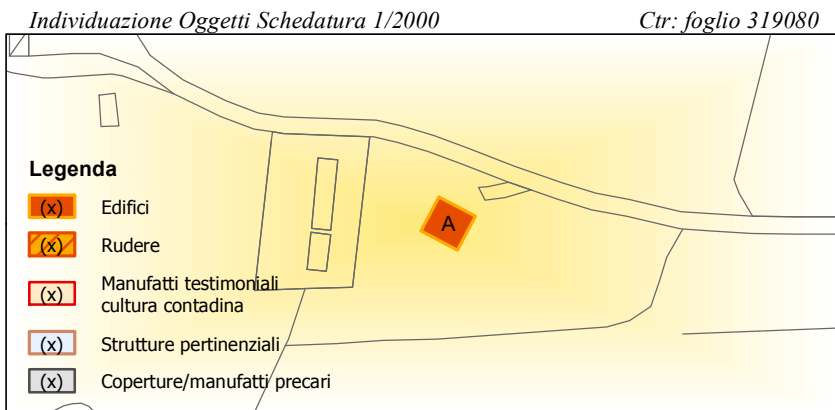 Individuazione Oggetti Schedatura 1/2000 Ctr: foglio 319080
Legenda
(x) Edifici
(x) Rudere
(x) Manufatti testimoniali
cultura contadina
(x) Strutture pertinenziali
(x) Coperture/manufatti precari
A